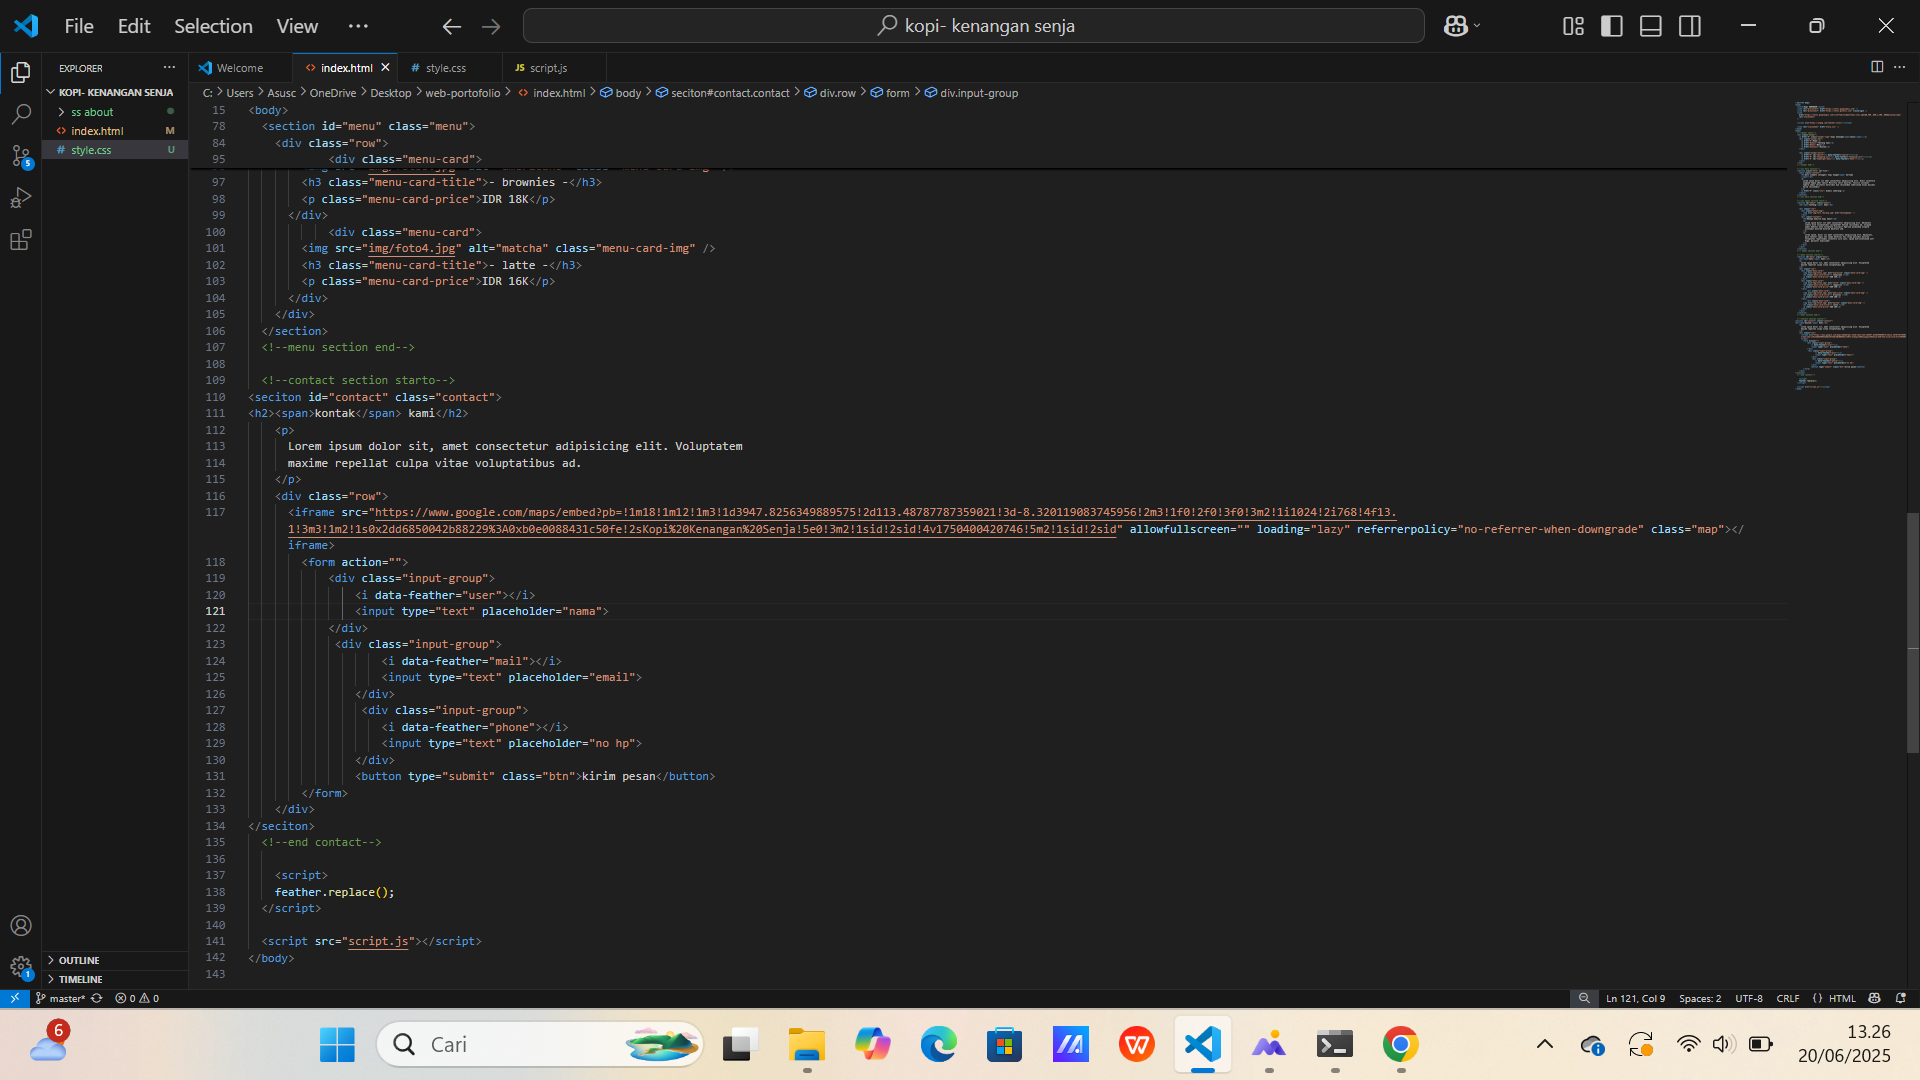 File Edit Selection View ···
kopi- kenangan senja
EXPLORER ···
KOPI- KENANGAN SENJA
ss about
index.html M
style.css U
OUTLINE
TIMELINE
Welcome index.html style.css JS script.js
C: > Users > Asusc > OneDrive > Desktop > web-portofolio > index.html > body > seciton#contact.contact > div.row > form > div.input-group
15 <body>
78 <section id="menu" class="menu">
84 <div class="row">
95 <div class="menu-card">
97 <h3 class="menu-card-title">- brownies -</h3>
98 <p class="menu-card-price">IDR 18K</p>
99 </div>
100 <div class="menu-card">
101 <img src="img/foto4.jpg" alt="matcha" class="menu-card-img" />
102 <h3 class="menu-card-title">- latte -</h3>
103 <p class="menu-card-price">IDR 16K</p>
104 </div>
105 </div>
106 </section>
107 <!--menu section end-->
108
109 <!--contact section starto-->
110 <seciton id="contact" class="contact">
111 <h2><span>kontak</span> kami</h2>
112 <p>
113 Lorem ipsum dolor sit, amet consectetur adipisicing elit. Voluptatem
114 maxime repellat culpa vitae voluptatibus ad.
115 </p>
116 <div class="row">
117 <iframe src="https://www.google.com/maps/embed?pb=!1m18!1m12!1m3!1d3947.8256349889575!2d113.48787787359021!3d-8.320119083745956!2m3!1f0!2f0!3f0!3m2!1i1024!2i768!4f13.
1!3m3!1m2!1s0x2dd6850042b88229%3A0xb0e0088431c50fe!2sKopi%20Kenangan%20Senja!5e0!3m2!1sid!2sid!4v1750400420746!5m2!1sid!2sid" allowfullscreen="" loading="lazy" referrerpolicy="no-referrer-when-downgrade" class="map"></
iframe>
118 <form action="">
119 <div class="input-group">
120 <i data-feather="user"></i>
121 <input type="text" placeholder="nama">
122 </div>
123 <div class="input-group">
124 <i data-feather="mail"></i>
125 <input type="text" placeholder="email">
126 </div>
127 <div class="input-group">
128 <i data-feather="phone"></i>
129 <input type="text" placeholder="no hp">
130 </div>
131 <button type="submit" class="btn">kirim pesan</button>
132 </form>
133 </div>
134 </seciton>
135 <!--end contact-->
136
137 <script>
138 feather.replace();
139 </script>
140
141 <script src="script.js"></script>
142 </body>
143
5
1
master* 0 0
Ln 121, Col 9 Spaces: 2 UTF-8 CRLF {} HTML
6
Cari
13.26
20/06/2025